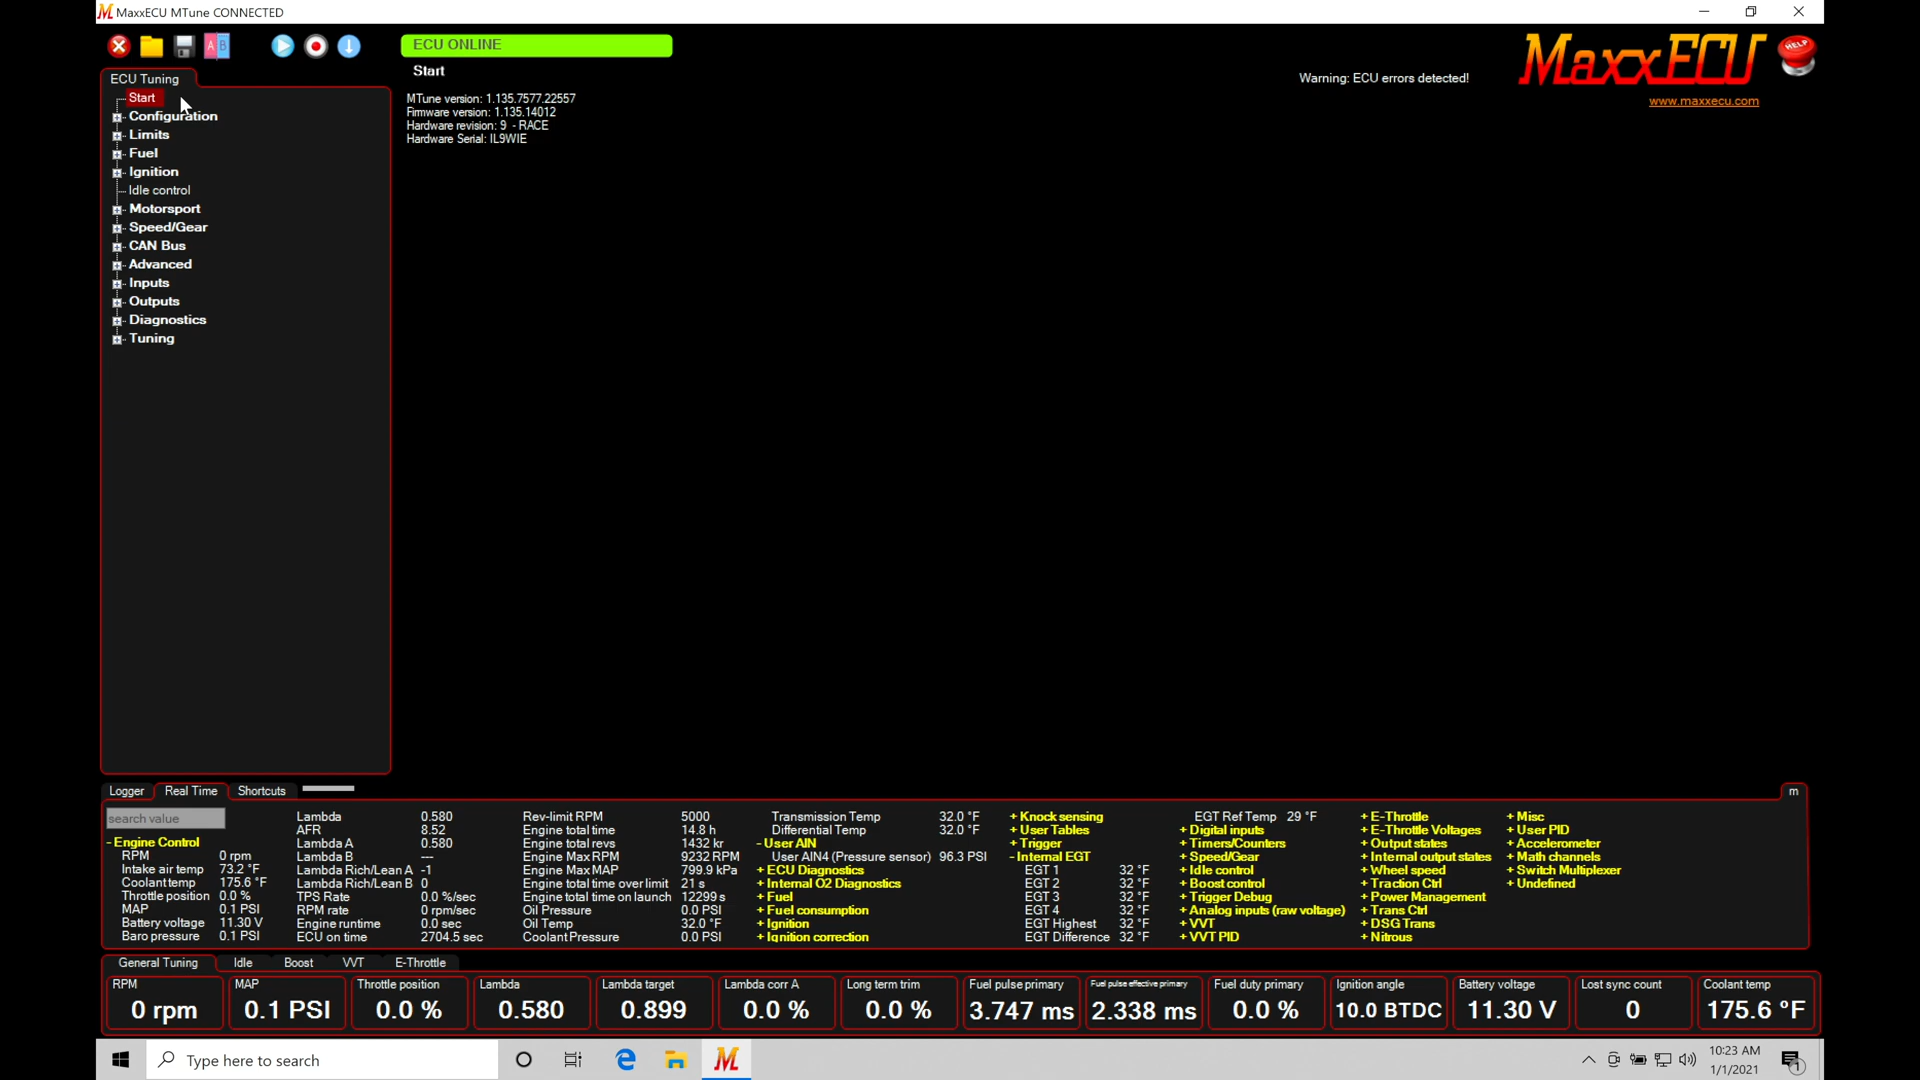 MaxxECU MTune CONNECTED
A B
ECU ONLINE
Start
Warning: ECU errors detected!
MaxxECU
HELP
www.maxxecu.com
ECU Tuning
Start
Configuration
Limits
Fuel
Ignition
Idle control
Motorsport
Speed/Gear
CAN Bus
Advanced
Inputs
Outputs
Diagnostics
Tuning
MTune version: 1.135.7577.22557
Firmware version: 1.135.14012
Hardware revision: 9 - RACE
Hardware Serial: IL9WIE
Logger Real Time Shortcuts m
search value
- Engine Control
RPM 0 rpm
Intake air temp 73.2 °F
Coolant temp 175.6 °F
Throttle position 0.0 %
MAP 0.1 PSI
Battery voltage 11.30 V
Baro pressure 0.1 PSI
Lambda 0.580
AFR 8.52
Lambda A 0.580
Lambda B ---
Lambda Rich/Lean A -1
Lambda Rich/Lean B 0
TPS Rate 0.0 %/sec
RPM rate 0 rpm/sec
Engine runtime 0.0 sec
ECU on time 2704.5 sec
Rev-limit RPM 5000
Engine total time 14.8 h
Engine total revs 1432 kr
Engine Max RPM 9232 RPM
Engine Max MAP 799.9 kPa
Engine total time over limit 21 s
Engine total time on launch 12299 s
Oil Pressure 0.0 PSI
Oil Temp 32.0 °F
Coolant Pressure 0.0 PSI
Transmission Temp 32.0 °F
Differential Temp 32.0 °F
- User AIN
User AIN4 (Pressure sensor) 96.3 PSI
+ ECU Diagnostics
+ Internal O2 Diagnostics
+ Fuel
+ Fuel consumption
+ Ignition
+ Ignition correction
+ Knock sensing
+ User Tables
+ Trigger
- Internal EGT
EGT 1 32 °F
EGT 2 32 °F
EGT 3 32 °F
EGT 4 32 °F
EGT Highest 32 °F
EGT Difference 32 °F
EGT Ref Temp 29 °F
+ Digital inputs
+ Timers/Counters
+ Speed/Gear
+ Idle control
+ Boost control
+ Trigger Debug
+ Analog inputs (raw voltage)
+ VVT
+ VVT PID
+ E-Throttle
+ E-Throttle Voltages
+ Output states
+ Internal output states
+ Wheel speed
+ Traction Ctrl
+ Power Management
+ Trans Ctrl
+ DSG Trans
+ Nitrous
+ Misc
+ User PID
+ Accelerometer
+ Math channels
+ Switch Multiplexer
+ Undefined
General Tuning Idle Boost VVT E-Throttle
RPM
0 rpm
MAP
0.1 PSI
Throttle position
0.0 %
Lambda
0.580
Lambda target
0.899
Lambda corr A
0.0 %
Long term trim
0.0 %
Fuel pulse primary
3.747 ms
Fuel pulse effective primary
2.338 ms
Fuel duty primary
0.0 %
Ignition angle
10.0 BTDC
Battery voltage
11.30 V
Lost sync count
0
Coolant temp
175.6 °F
Type here to search
10:23 AM
1/1/2021
1